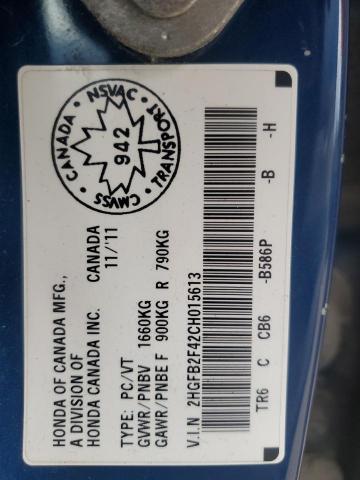 HONDA OF CANADA MFG.,
A DIVISION OF
HONDA CANADA INC. CANADA
11/'11
TYPE: PC/VT
GVWR/PNBV 1660KG
GAWR/PNBE F 900KG R 790KG
V.I.N 2HGFB2F42CH015613
TR6 C CB6 -B586P -B -H
CANADA · NSVAC · TRANSPORT · CMVSS
942